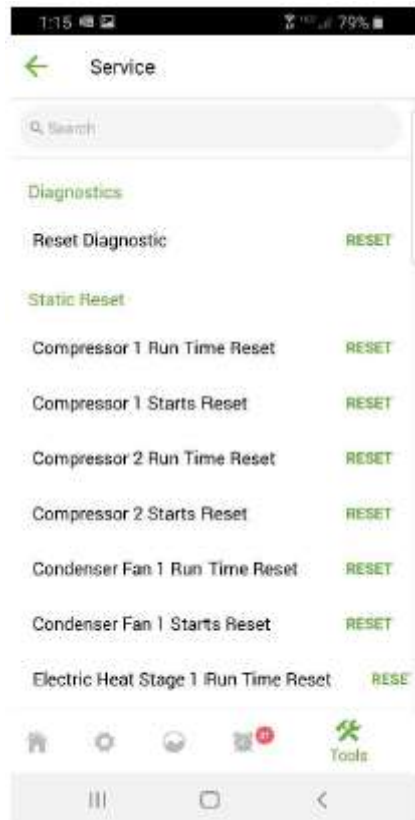 1:15 79%
Service
Search
Diagnostics
Reset Diagnostic RESET
Static Reset
Compressor 1 Run Time Reset RESET
Compressor 1 Starts Reset RESET
Compressor 2 Run Time Reset RESET
Compressor 2 Starts Reset RESET
Condenser Fan 1 Run Time Reset RESET
Condenser Fan 1 Starts Reset RESET
Electric Heat Stage 1 Run Time Reset RESE
Tools